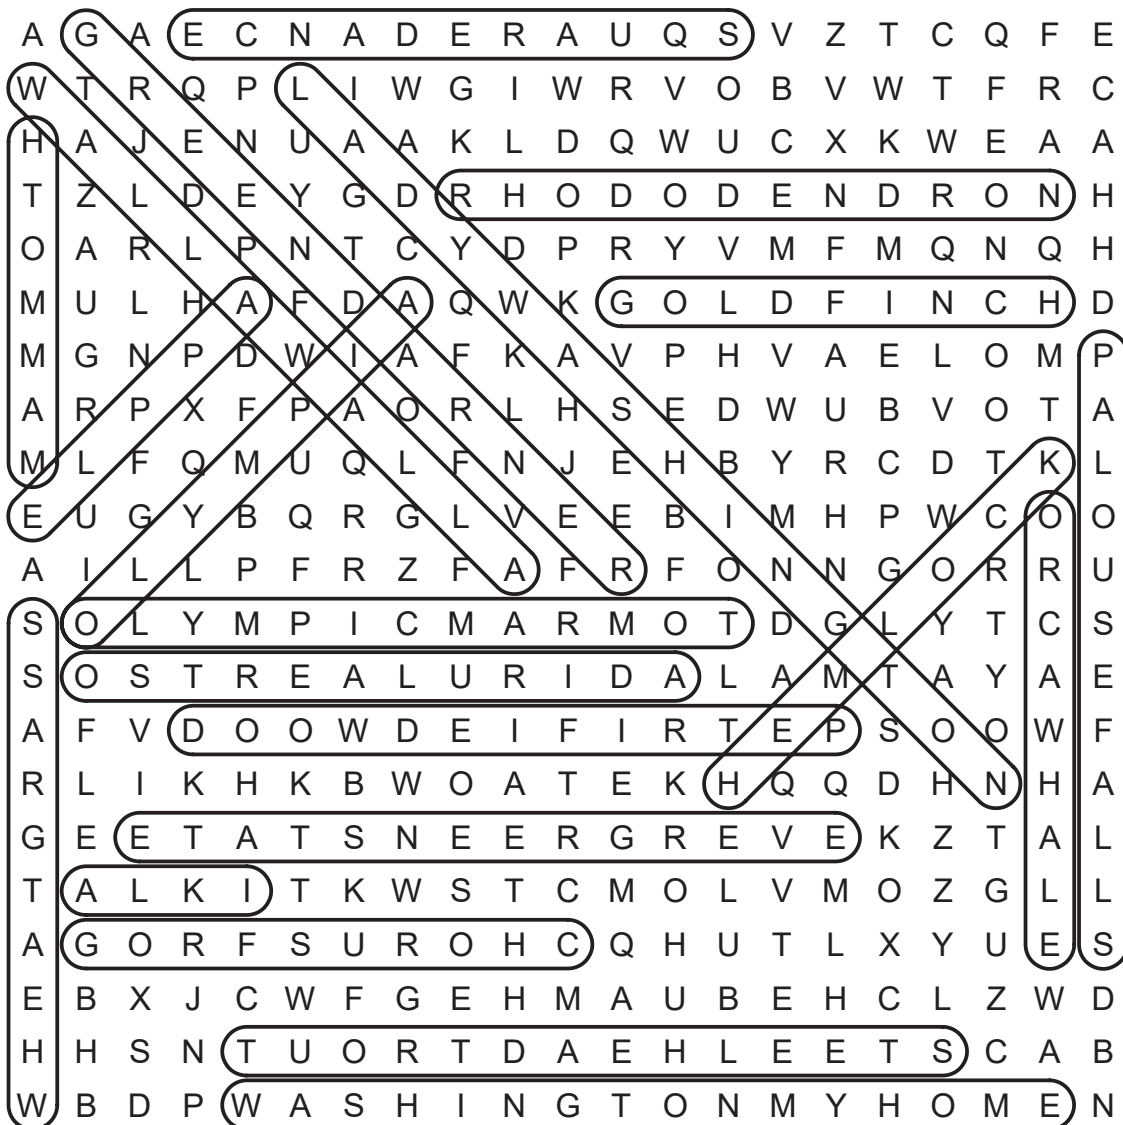 A G A E C N A D E R A U Q S V Z T C Q F E
W T R Q P L I W G I W R V O B V W T F R C
H A J E N U A A K L D Q W U C X K W E A A
T Z L D E Y G D R H O D O D E N D R O N H
O A R L P N T C Y D P R Y V M F M Q N Q H
M U L H A F D A Q W K G O L D F I N C H D
M G N P D W I A F K A V P H V A E L O M P
A R P X F P A O R L H S E D W U B V O T A
M L F Q M U Q L F N J E H B Y R C D T K L
E U G Y B Q R G L V E E B I M H P W C O O
A I L L P F R Z F A F R F O N N G O R R U
S O L Y M P I C M A R M O T D G L Y T C S
S O S T R E A L U R I D A L A M T A Y A E
A F V D O O W D E I F I R T E P S O O W F
R L I K H K B W O A T E K H Q Q D H N H A
G E E T A T S N E E R G R E V E K Z T A L
T A L K I T K W S T C M O L V M O Z G L L
A G O R F S U R O H C Q H U T L X Y U E S
E B X J C W F G E H M A U B E H C L Z W D
H H S N T U O R T D A E H L E E T S C A B
W B D P W A S H I N G T O N M Y H O M E N